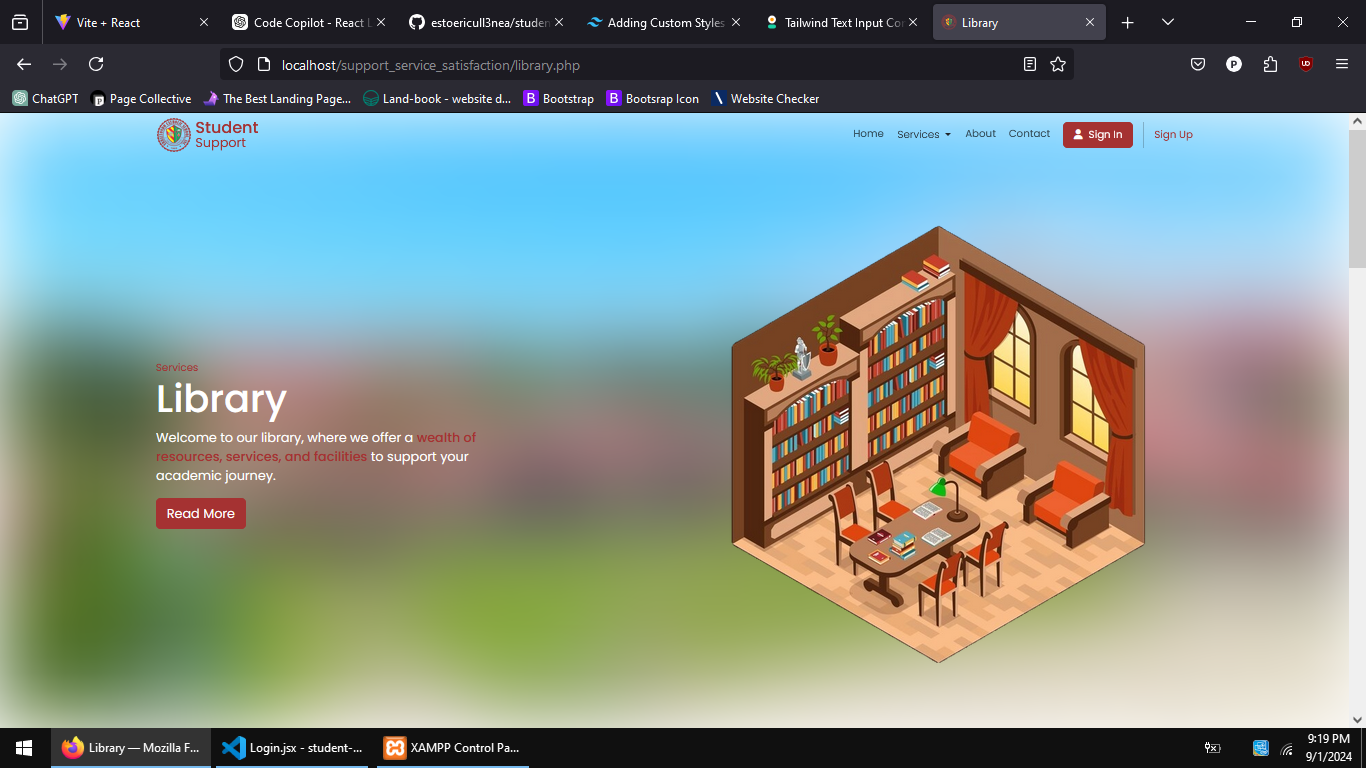 Vite + React
Code Copilot - React L
estoericull3nea/studen
Adding Custom Styles
Tailwind Text Input Co
Library
localhost/support_service_satisfaction/library.php
ChatGPT
Page Collective
The Best Landing Page...
Land-book - website d...
Bootstrap
Bootsrap Icon
Website Checker
Student
Support
Home
Services
About
Contact
Sign In
Sign Up
Services
Library
Welcome to our library, where we offer a wealth of
resources, services, and facilities to support your
academic journey.
Read More
Library — Mozilla F...
Login.jsx - student-...
XAMPP Control Pa...
9:19 PM
9/1/2024